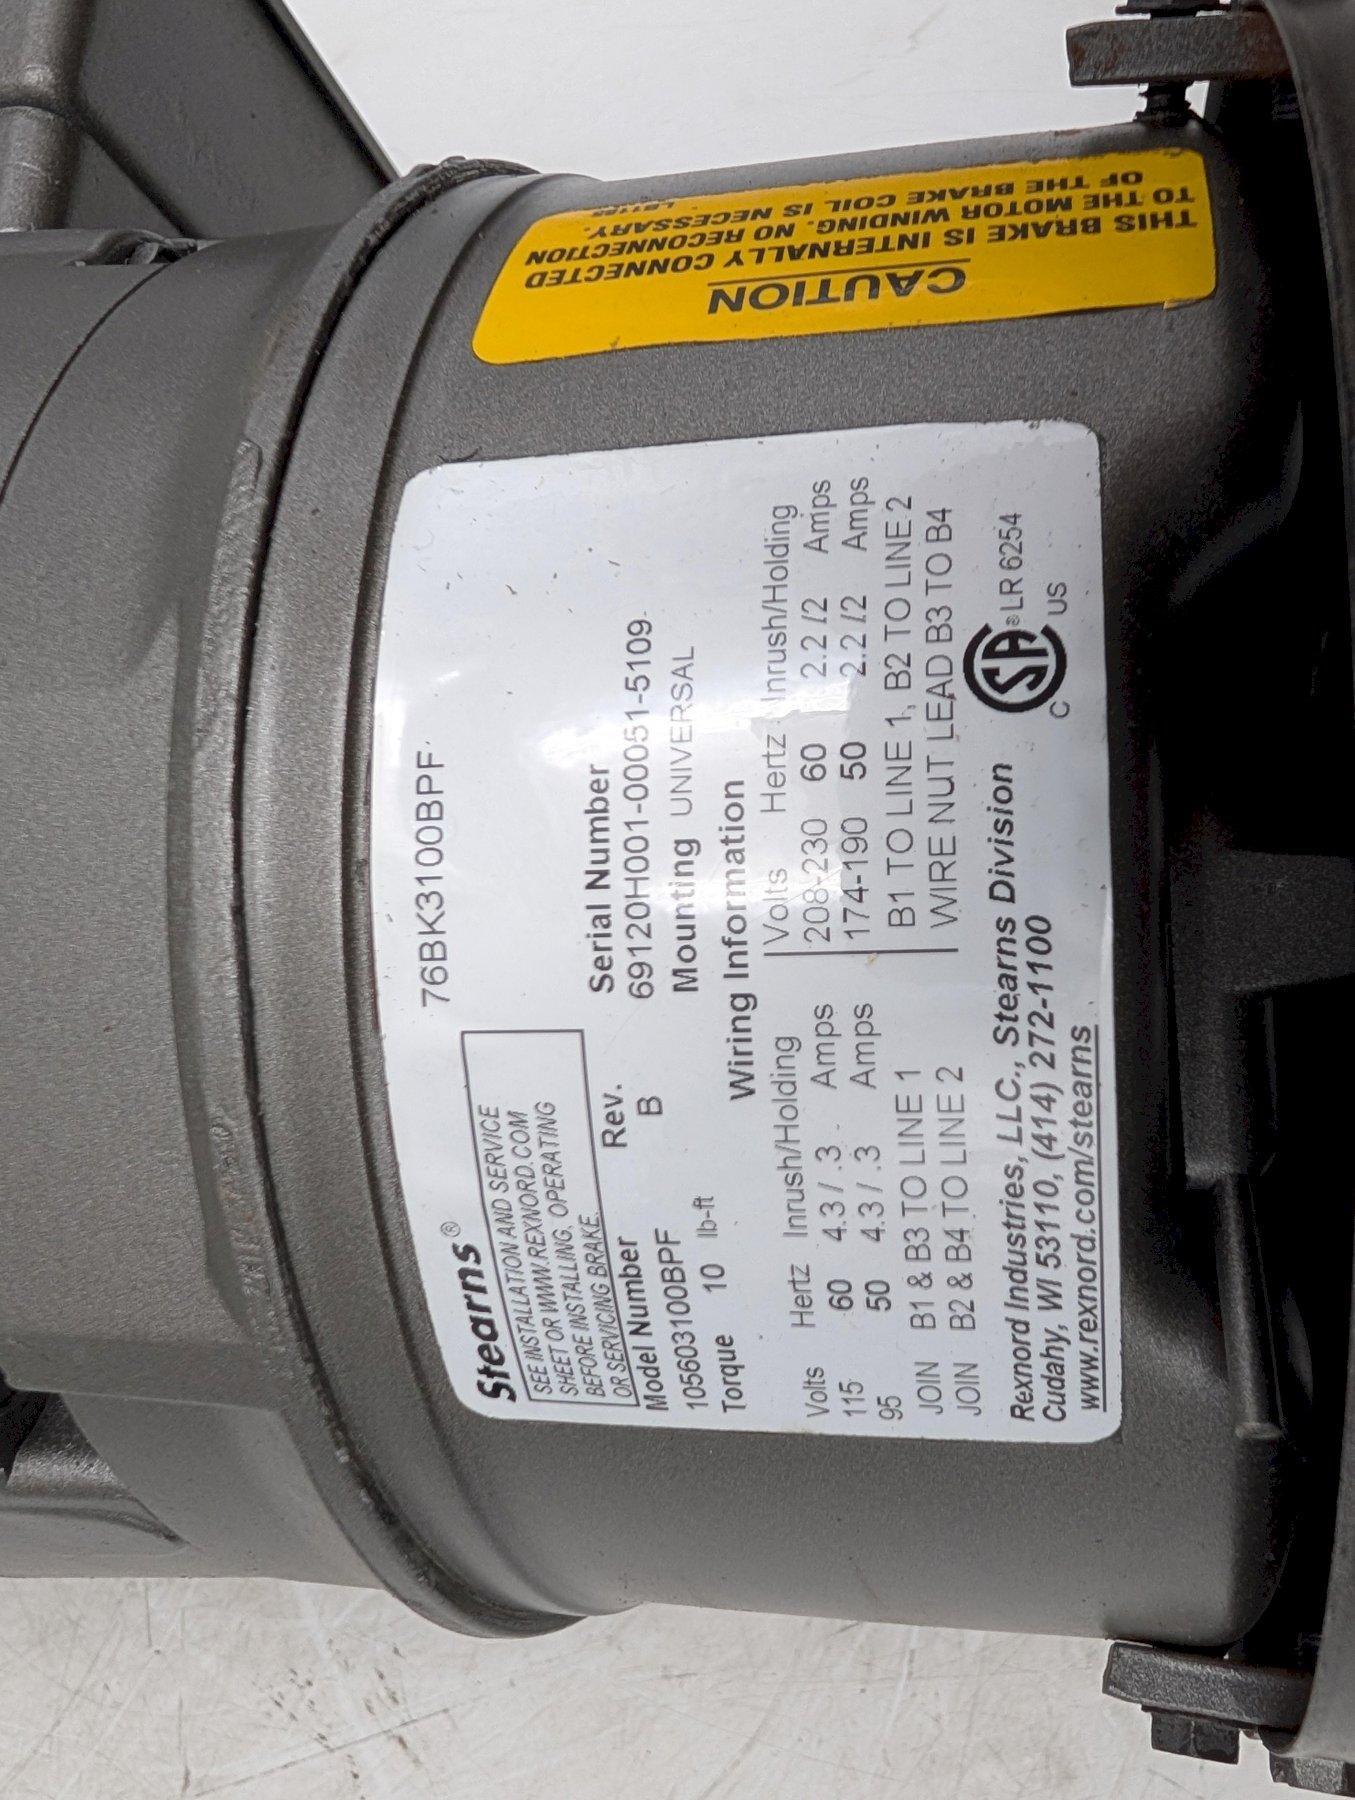 76BK3100BPF
Stearns®
SEE INSTALLATION AND SERVICE
SHEET OR WWW.REXNORD.COM
BEFORE INSTALLING, OPERATING
OR SERVICING BRAKE.
Model Number Rev. Serial Number
105603100BPF B 69120H001-00051-5109
Torque 10 lb-ft Mounting UNIVERSAL
Wiring Information
Volts Hertz Inrush/Holding Volts Hertz Inrush/Holding
115 60 4.3 / .3 Amps 208-230 60 2.2 /2 Amps
95 50 4.3 / .3 Amps 174-190 50 2.2 /2 Amps
JOIN B1 & B3 TO LINE 1 B1 TO LINE 1, B2 TO LINE 2
JOIN B2 & B4 TO LINE 2 WIRE NUT LEAD B3 TO B4
Rexnord Industries, LLC., Stearns Division
Cudahy, WI 53110, (414) 272-1100
www.rexnord.com/stearns
SA ® LR 6254
C US
CAUTION
THIS BRAKE IS INTERNALLY CONNECTED
TO THE MOTOR WINDING. NO RECONNECTION
OF THE BRAKE COIL IS NECESSARY.